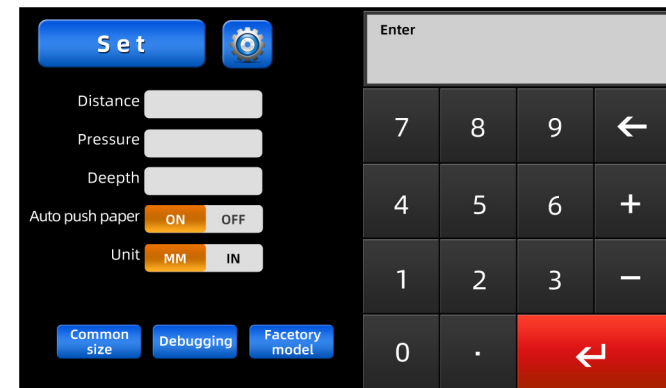 Set
Enter
Distance
Pressure
Deepth
Auto push paper ON OFF
Unit MM IN
Common size
Debugging
Facetory model
7 8 9 ←
4 5 6 +
1 2 3 −
0 .